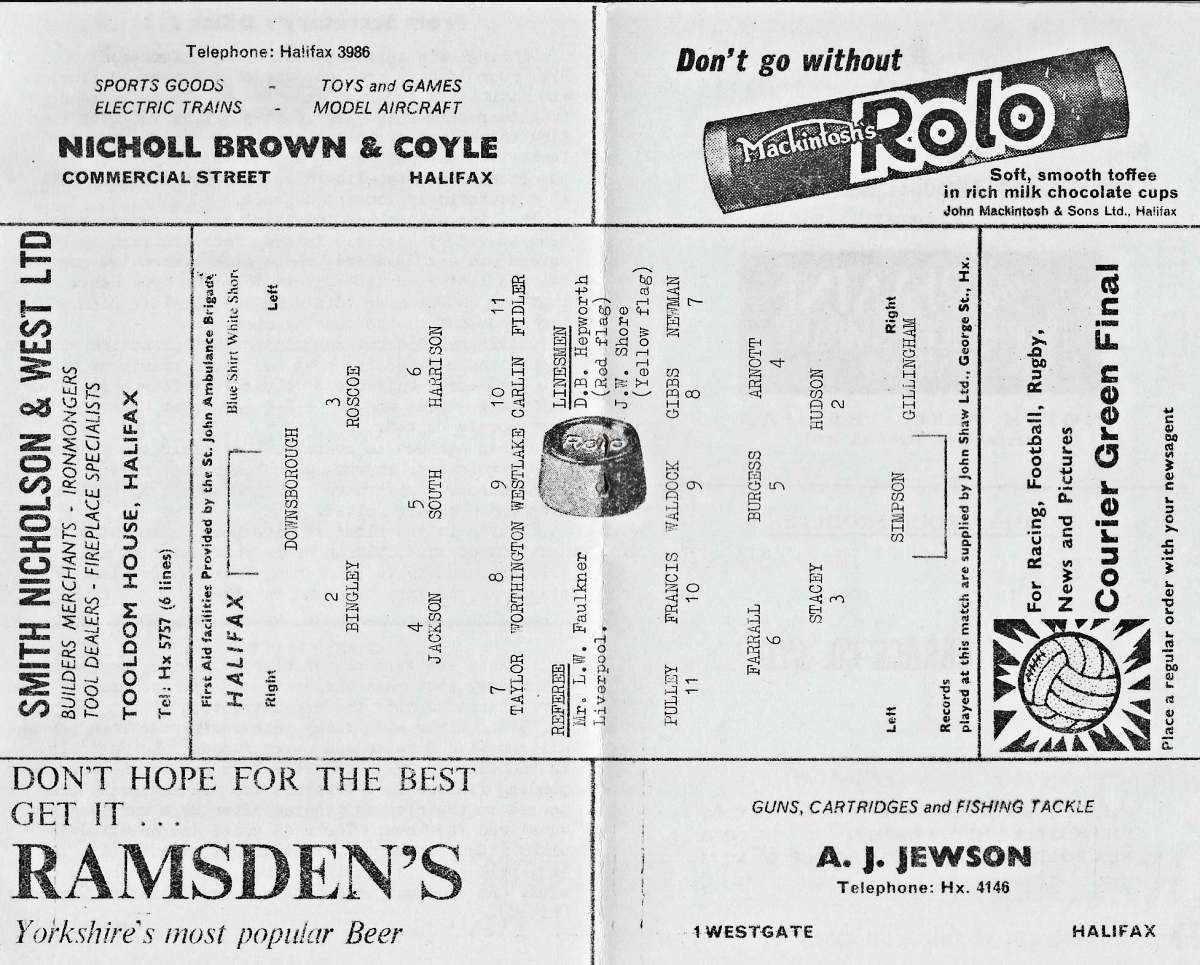 Telephone: Halifax 3986
SPORTS GOODS - TOYS and GAMES
ELECTRIC TRAINS - MODEL AIRCRAFT
NICHOLL BROWN & COYLE
COMMERCIAL STREET HALIFAX
Don't go without
Mackintosh's Rolo
Soft, smooth toffee
in rich milk chocolate cups
John Mackintosh & Sons Ltd., Halifax
SMITH NICHOLSON & WEST LTD
BUILDERS MERCHANTS - IRONMONGERS
TOOL DEALERS - FIREPLACE SPECIALISTS
TOOLDOM HOUSE, HALIFAX
Tel: Hx 5757 (6 lines)
First Aid facilities Provided by the St. John Ambulance Brigade
HALIFAX Blue Shirt White Short
Right Left
DOWNSBOROUGH
2 3
BINGLEY ROSCOE
4 5 6
JACKSON SOUTH HARRISON
7 8 9 10 11
TAYLOR WORTHINGTON WESTLAKE CARLIN FIDLER
REFEREE
Mr. L.W. Faulkner
Liverpool
Rolo
LINESMEN
D.B. Hepworth
(Red flag)
J.W. Shore
(Yellow flag)
PULLEY FRANCIS WALDOCK GIBBS NEWMAN
11 10 9 8 7
FARRALL BURGESS ARNOTT
6 5 4
STACEY HUDSON
3 2
SIMPSON
Left Right
GILLINGHAM
Records
played at this match are supplied by John Shaw Ltd., George St., Hx.
For Racing, Football, Rugby,
News and Pictures
Courier Green Final
Place a regular order with your newsagent
DON'T HOPE FOR THE BEST
GET IT....
RAMSDEN'S
Yorkshire's most popular Beer
GUNS, CARTRIDGES and FISHING TACKLE
A. J. JEWSON
Telephone: Hx. 4146
1 WESTGATE HALIFAX